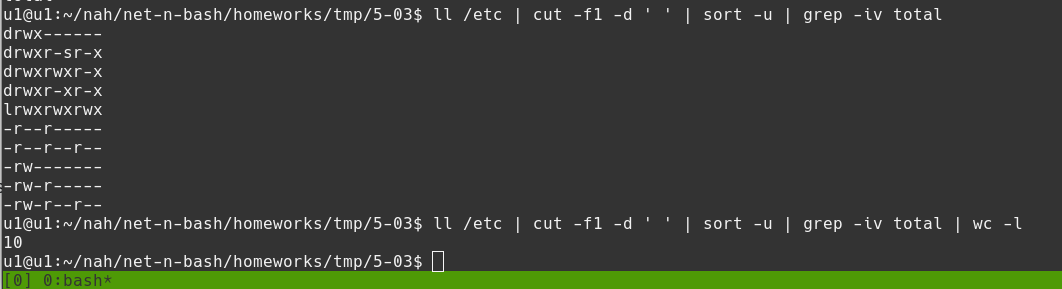 u1@u1:~/nah/net-n-bash/homeworks/tmp/5-03$ ll /etc | cut -f1 -d ' ' | sort -u | grep -iv total
drwx------
drwxr-sr-x
drwxrwxr-x
drwxr-xr-x
lrwxrwxrwx
-r--r-----
-r--r--r--
-rw-------
-rw-r-----
-rw-r--r--
u1@u1:~/nah/net-n-bash/homeworks/tmp/5-03$ ll /etc | cut -f1 -d ' ' | sort -u | grep -iv total | wc -l
10
u1@u1:~/nah/net-n-bash/homeworks/tmp/5-03$
[0] 0:bash*